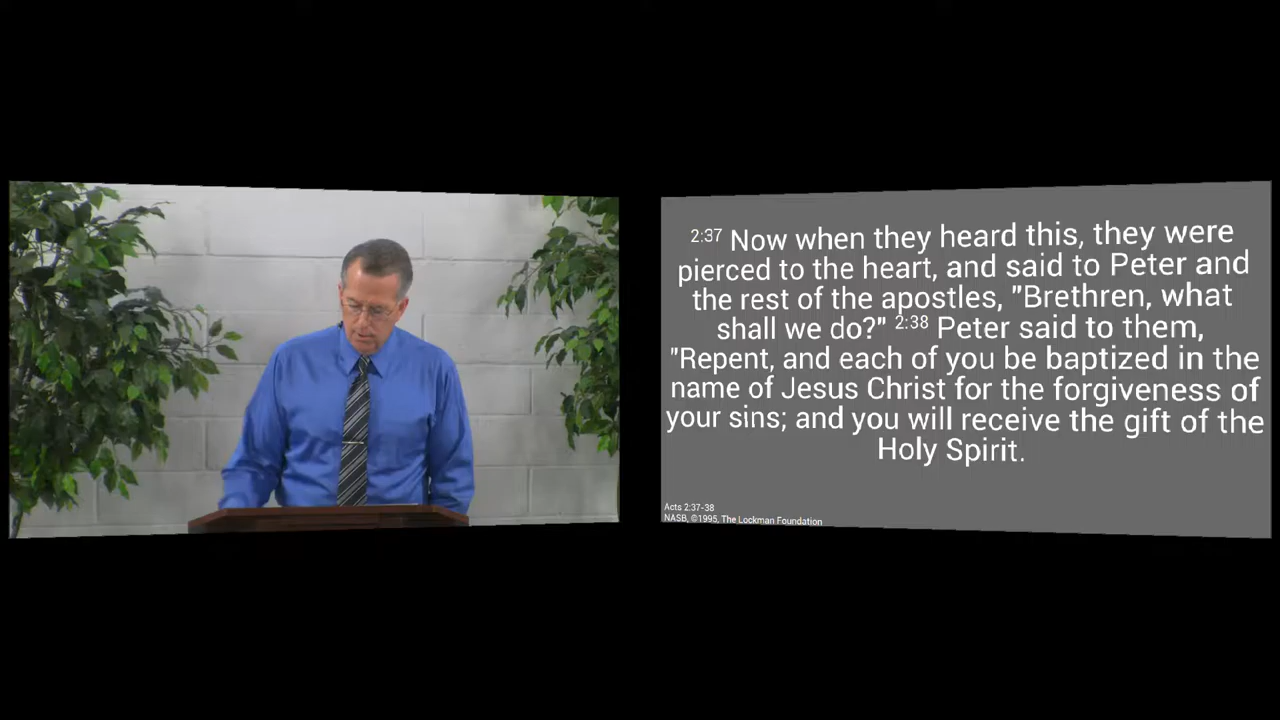 2:37 Now when they heard this, they were
pierced to the heart, and said to Peter and
the rest of the apostles, "Brethren, what
shall we do?" 2:38 Peter said to them,
"Repent, and each of you be baptized in the
name of Jesus Christ for the forgiveness of
your sins; and you will receive the gift of the
Holy Spirit.
Acts 2:37-38
NASB, ©1995, The Lockman Foundation